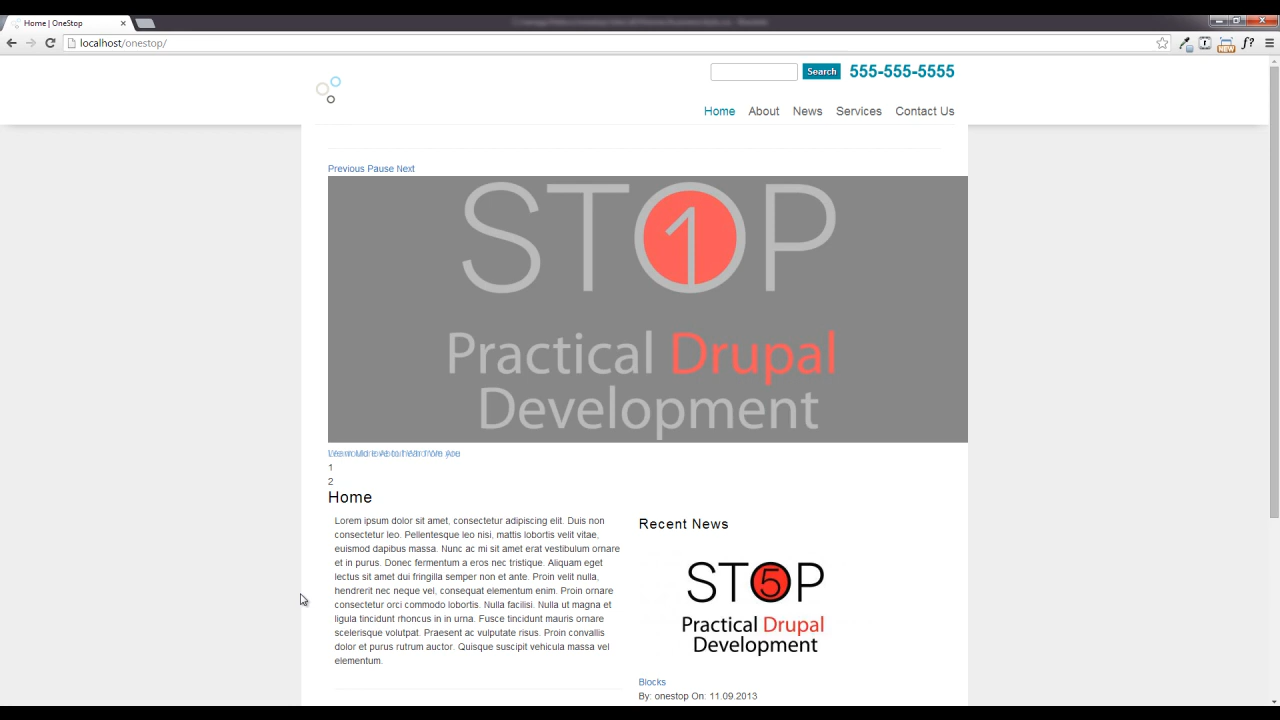 Home | OneStop
localhost/onestop/
NEW
f?
Search
555-555-5555
Home About News Services Contact Us
Previous Pause Next
ST1P
Practical Drupal
Development
1
2
Home
Lorem ipsum dolor sit amet, consectetur adipiscing elit. Duis non
consectetur leo. Pellentesque leo nisi, mattis lobortis velit vitae,
euismod dapibus massa. Nunc ac mi sit amet erat vestibulum ornare
et in purus. Donec fermentum a eros nec tristique. Aliquam eget
lectus sit amet dui fringilla semper non et ante. Proin velit nulla,
hendrerit nec neque vel, consequat elementum enim. Proin ornare
consectetur orci commodo lobortis. Nulla facilisi. Nulla ut magna et
ligula tincidunt rhoncus in in urna. Fusce tincidunt mauris ornare
scelerisque volutpat. Praesent ac vulputate risus. Proin convallis
dolor et purus rutrum auctor. Quisque suscipit vehicula massa vel
elementum.
Recent News
ST5P
Practical Drupal
Development
Blocks
By: onestop On: 11.09.2013